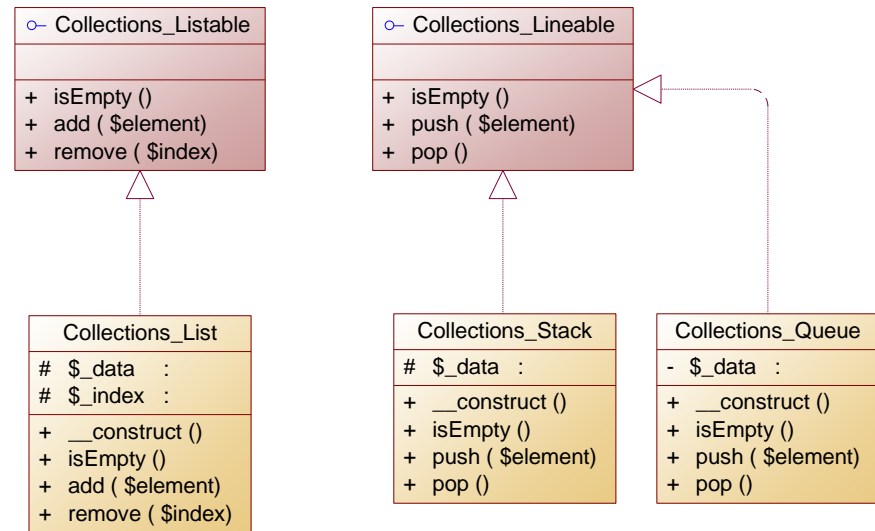 Collections_Listable
+ isEmpty ()
+ add ( $element)
+ remove ( $index)
Collections_Lineable
+ isEmpty ()
+ push ( $element)
+ pop ()
Collections_List
# $_data :
# $_index :
+ __construct ()
+ isEmpty ()
+ add ( $element)
+ remove ( $index)
Collections_Stack
# $_data :
+ __construct ()
+ isEmpty ()
+ push ( $element)
+ pop ()
Collections_Queue
- $_data :
+ __construct ()
+ isEmpty ()
+ push ( $element)
+ pop ()